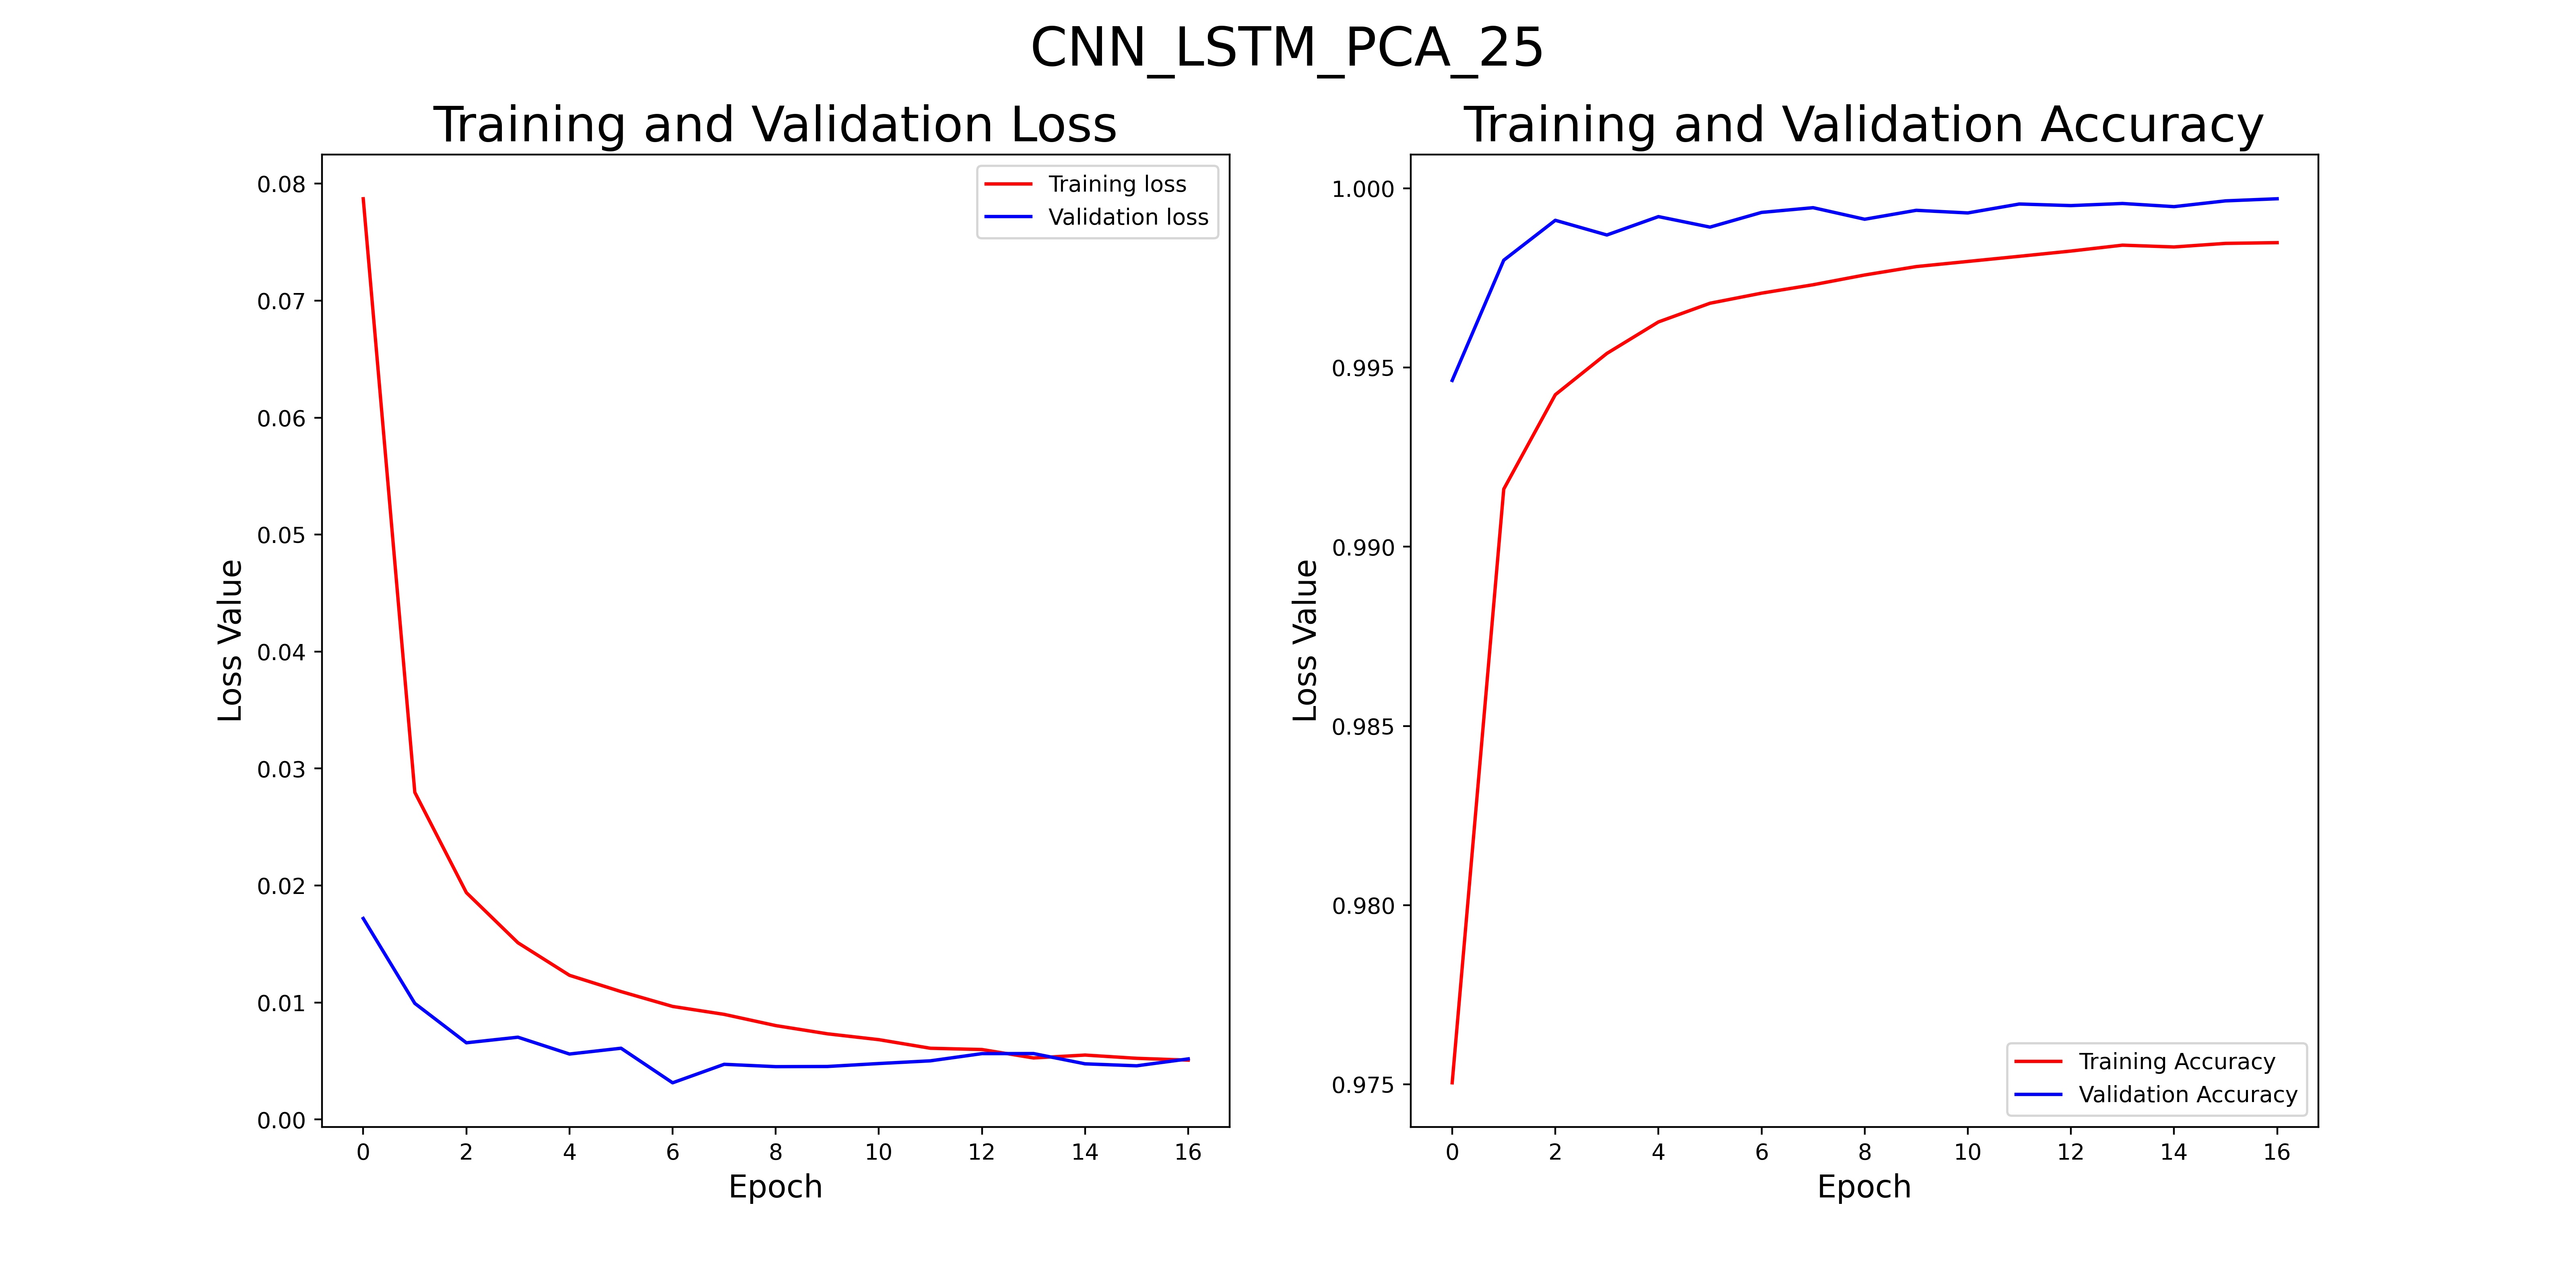 CNN_LSTM_PCA_25
Training and Validation Loss
0.08
0.07
0.06
0.05
0.04
0.03
0.02
0.01
0.00
Loss Value
Training loss
Validation loss
0 2 4 6 8 10 12 14 16
Epoch
Training and Validation Accuracy
1.000
0.995
0.990
0.985
0.980
0.975
Loss Value
Training Accuracy
Validation Accuracy
0 2 4 6 8 10 12 14 16
Epoch